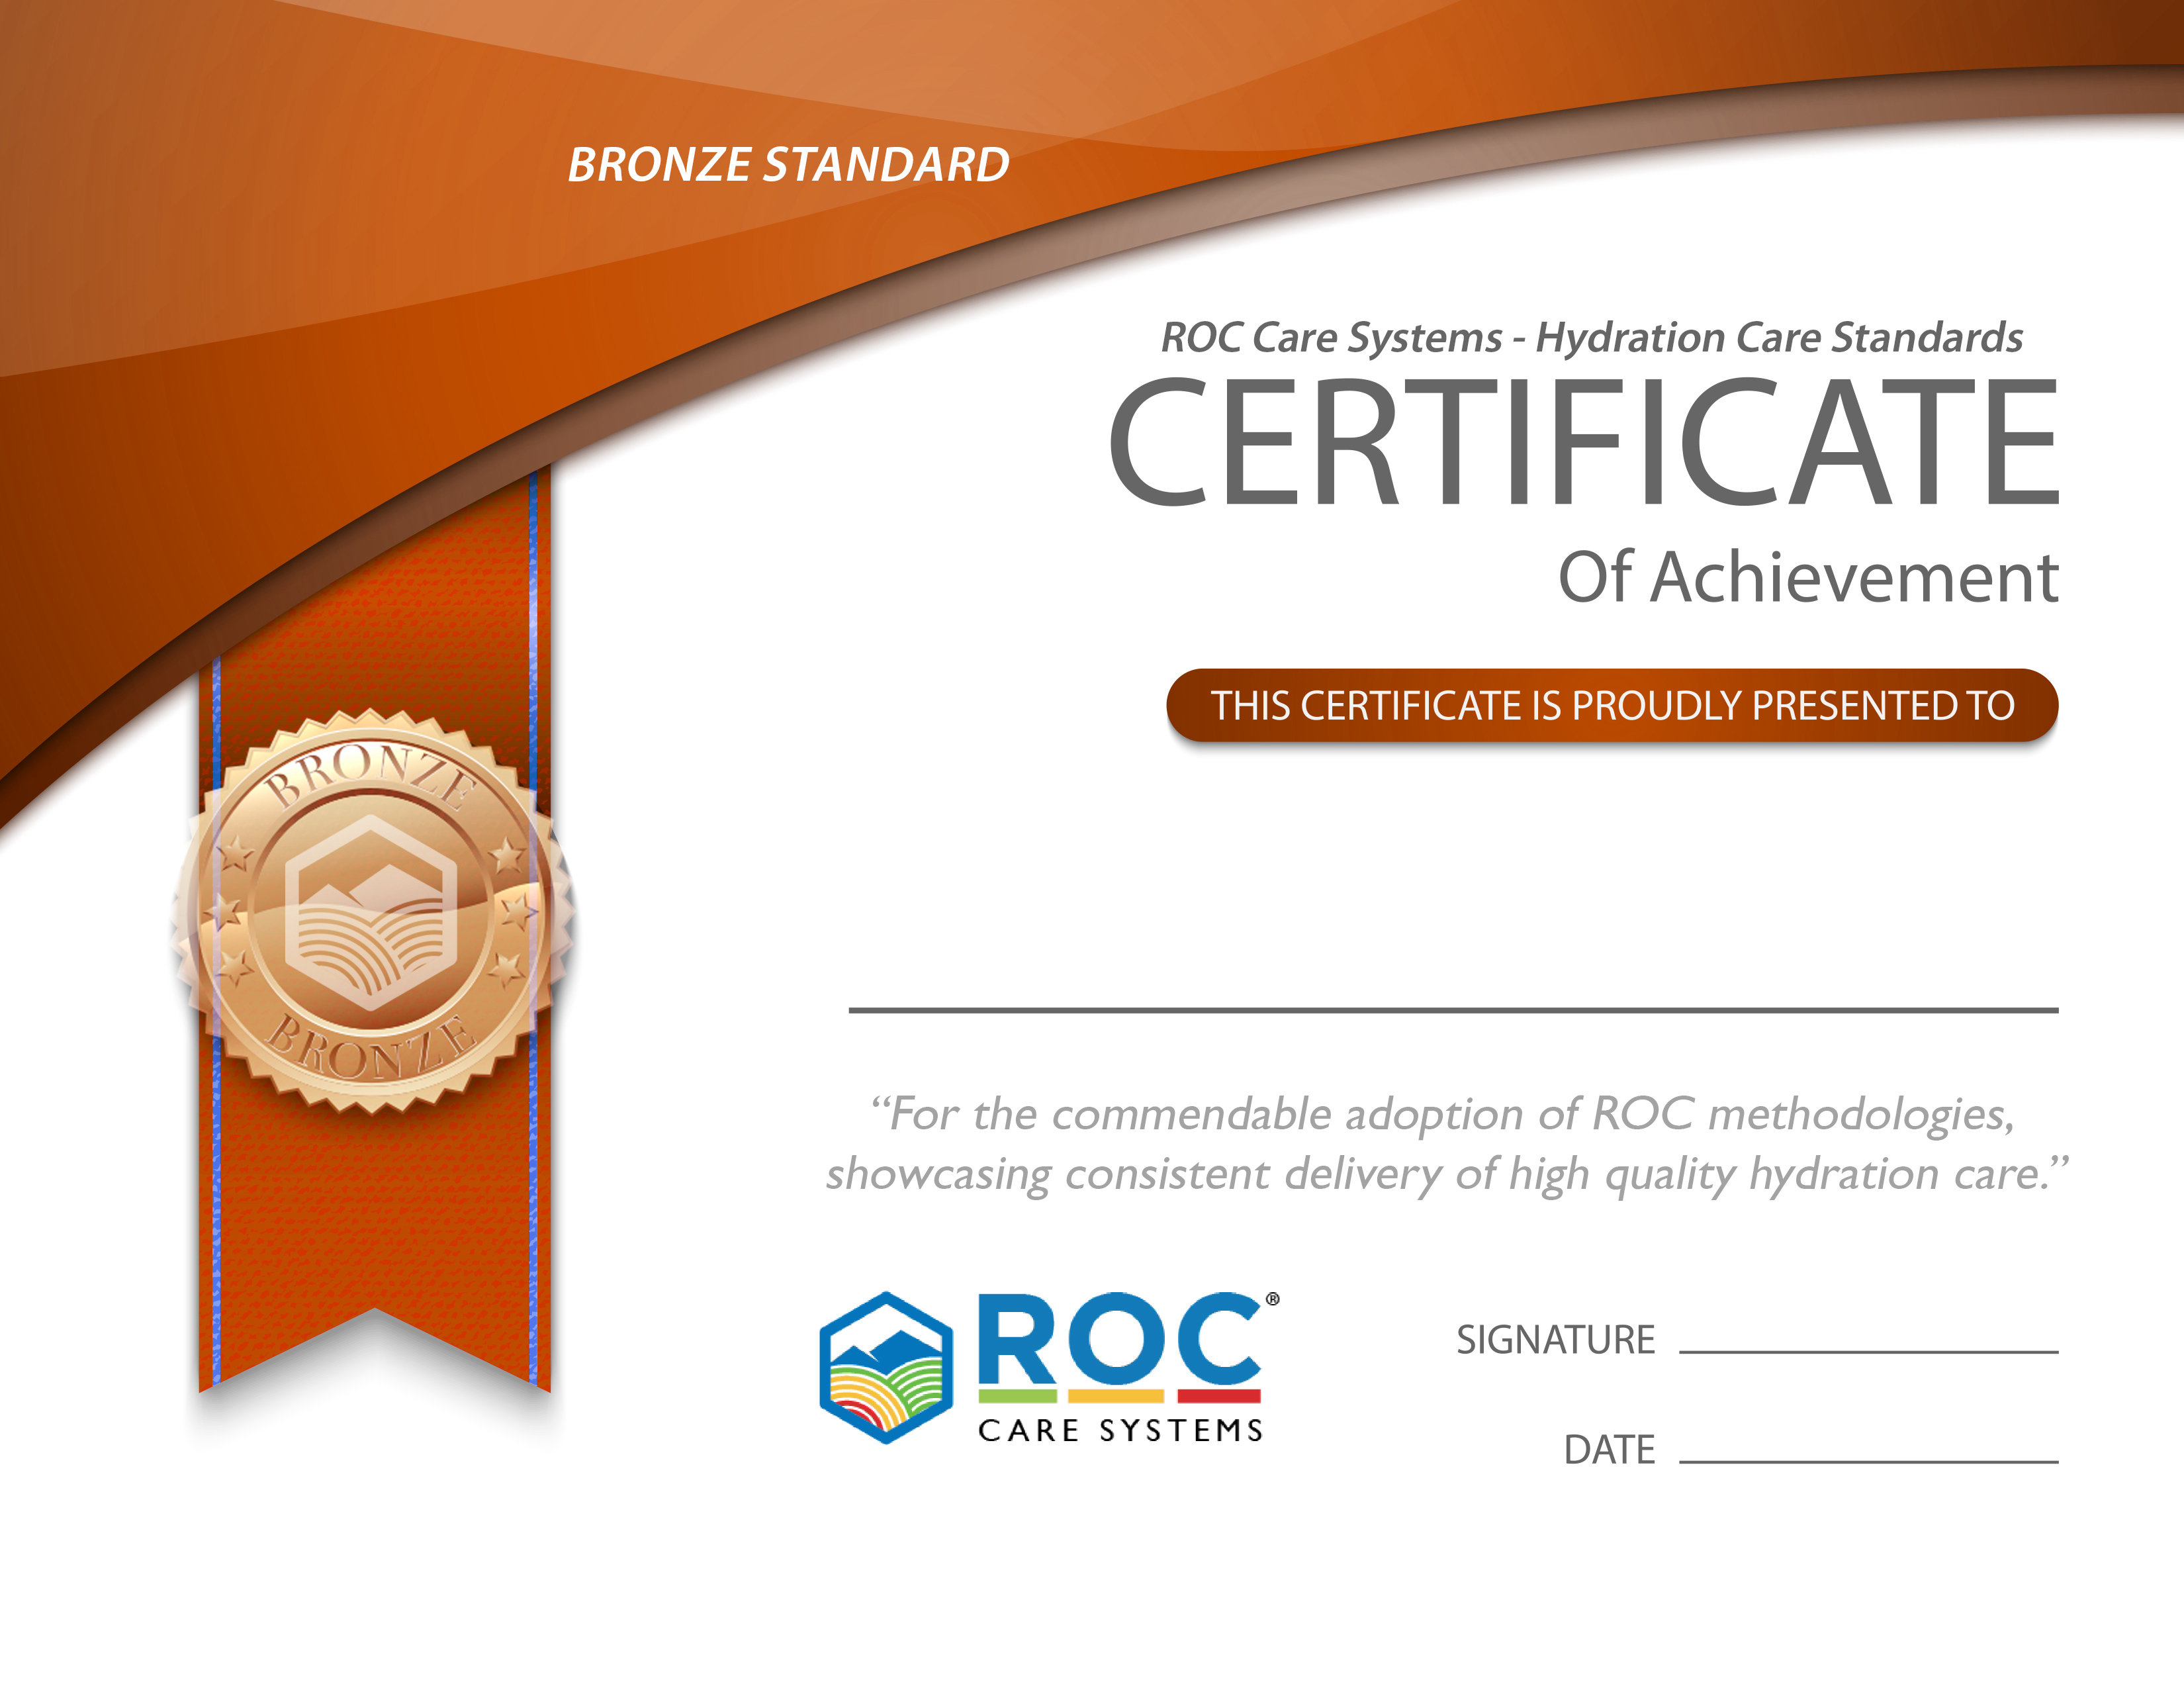 BRONZE STANDARD
ROC Care Systems - Hydration Care Standards
CERTIFICATE
Of Achievement
THIS CERTIFICATE IS PROUDLY PRESENTED TO
BRONZE
BRONZE
“For the commendable adoption of ROC methodologies,
showcasing consistent delivery of high quality hydration care.”
ROC®
CARE SYSTEMS
SIGNATURE
DATE